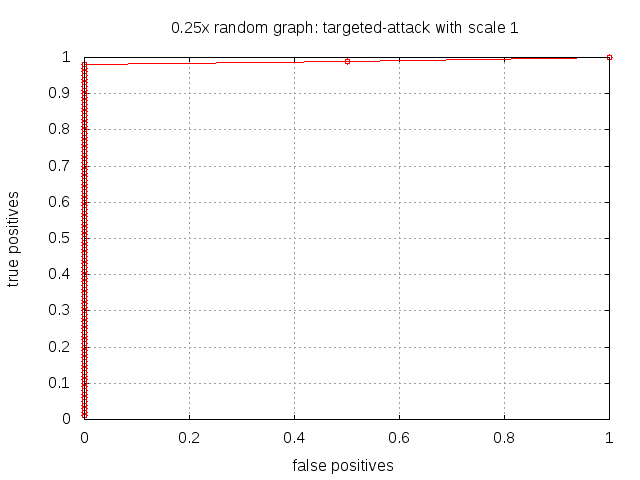 0.25x random graph: targeted-attack with scale 1
1
0.9
0.8
0.7
0.6
0.5
0.4
0.3
0.2
0.1
0
true positives
0 0.2 0.4 0.6 0.8 1
false positives